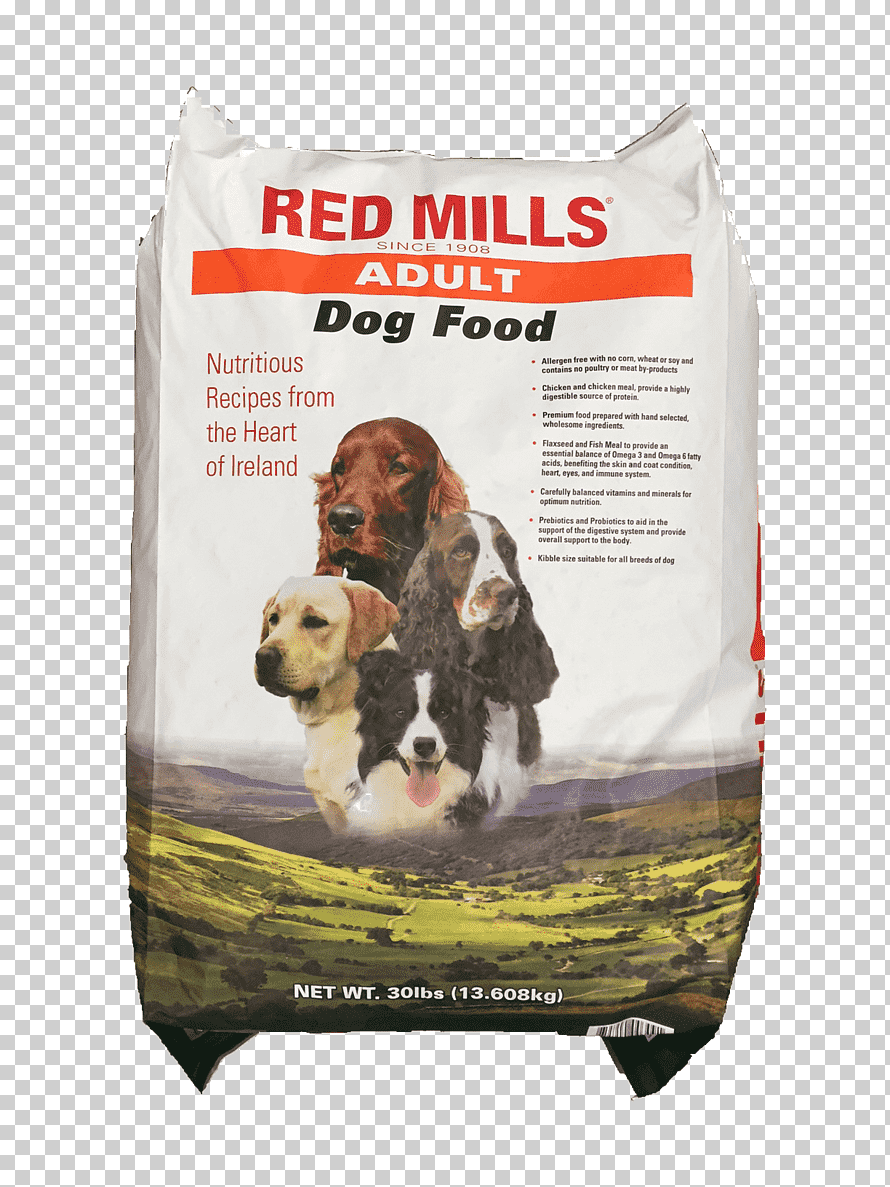 RED MILLS®
SINCE 1908
ADULT
Dog Food
Nutritious
Recipes from
the Heart
of Ireland
• Allergen free with no corn, wheat or soy and
contains no poultry or meat by-products
• Chicken and chicken meal, provide a highly
digestible source of protein.
• Premium food prepared with hand selected,
wholesome ingredients.
• Flaxseed and Fish Meal to provide an
essential balance of Omega 3 and Omega 6 fatty
acids, benefiting the skin and coat condition,
heart, eyes, and immune system.
• Carefully balanced vitamins and minerals for
optimum nutrition.
• Prebiotics and Probiotics to aid in the
support of the digestive system and provide
overall support to the body.
• Kibble size suitable for all breeds of dog
NET WT. 30lbs (13.608kg)